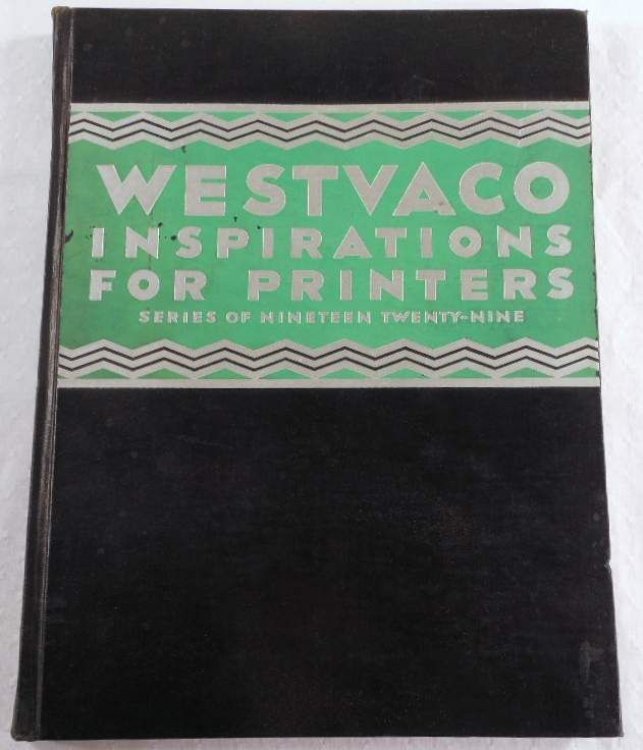 WESTVACO
INSPIRATIONS
FOR PRINTERS
SERIES OF NINETEEN TWENTY-NINE